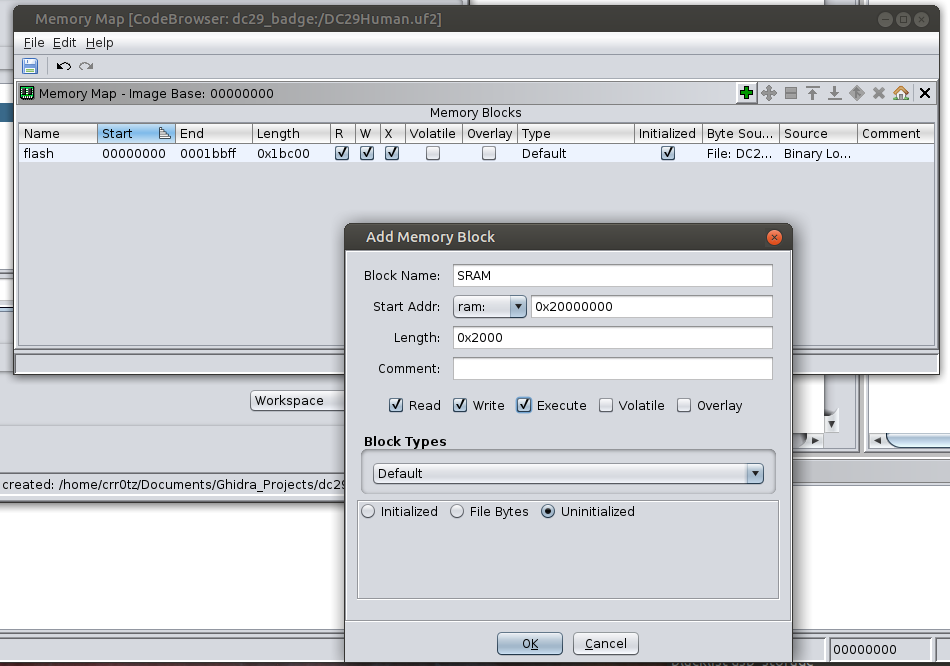 Memory Map [CodeBrowser: dc29_badge:/DC29Human.uf2]
File Edit Help
Memory Map - Image Base: 00000000
Memory Blocks
Name Start End Length R W X Volatile Overlay Type Initialized Byte Sou... Source Comment
flash 00000000 0001bbff 0x1bc00 Default File: DC2... Binary Lo...
Add Memory Block
Block Name: SRAM
Start Addr: ram: 0x20000000
Length: 0x2000
Comment:
Read Write Execute Volatile Overlay
Block Types
Default
Initialized File Bytes Uninitialized
OK Cancel
Workspace
created: /home/crr0tz/Documents/Ghidra_Projects/dc29
00000000